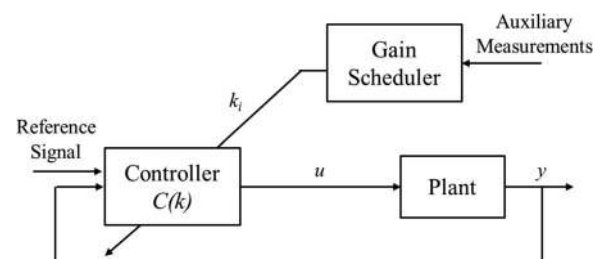 Auxiliary
Measurements
Gain
Scheduler
k_i
Reference
Signal
Controller
C(k)
u
Plant
y